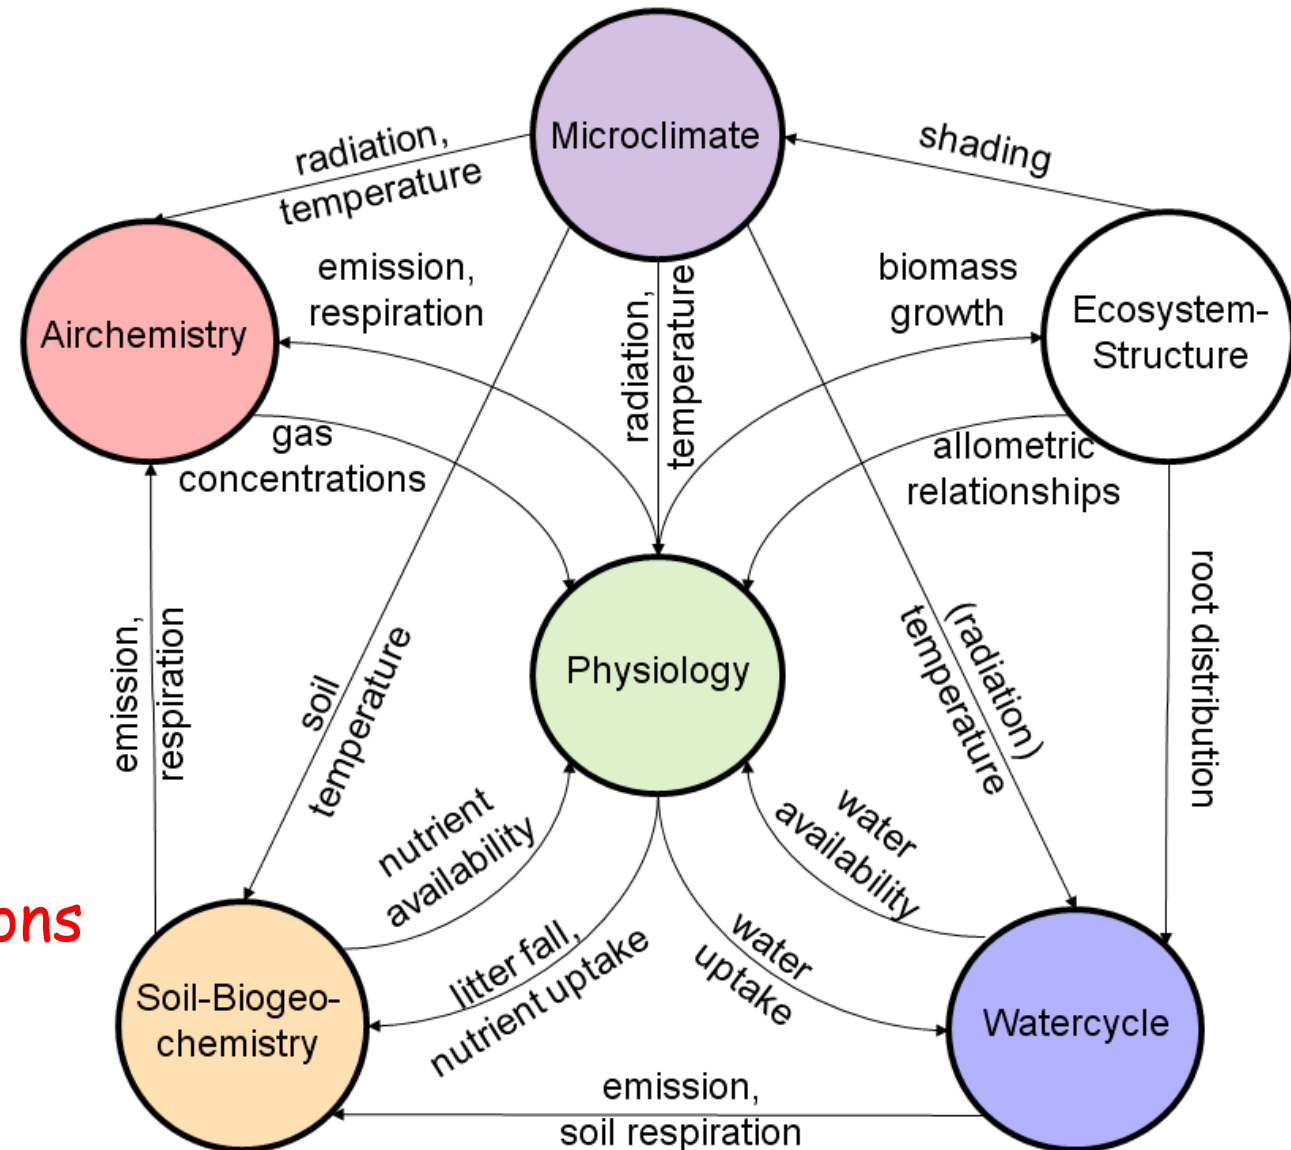 Microclimate
radiation,
temperature
shading
emission,
respiration
radiation,
temperature
biomass
growth
Airchemistry
Ecosystem-
Structure
gas
concentrations
allometric
relationships
emission,
respiration
soil
temperature
Physiology
(radiation)
temperature
root distribution
nutrient
availability
water
availability
ons
litter fall,
nutrient uptake
water
uptake
Soil-Biogeo-
chemistry
Watercycle
emission,
soil respiration